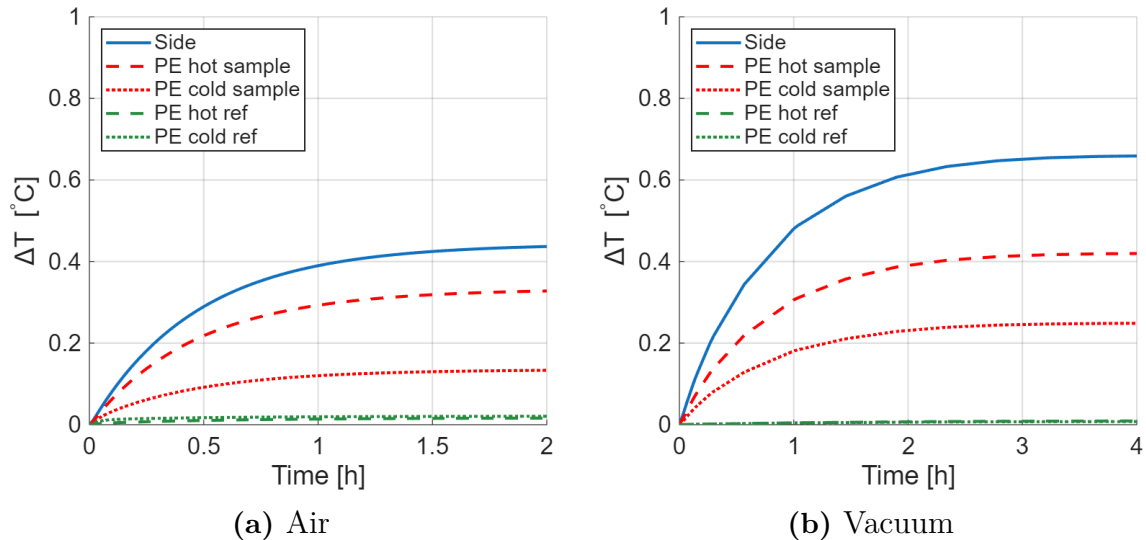 1
0.8
0.6
0.4
0.2
0
ΔT [°C]
Side
PE hot sample
PE cold sample
PE hot ref
PE cold ref
0 0.5 1 1.5 2
Time [h]
(a) Air
1
0.8
0.6
0.4
0.2
0
ΔT [°C]
Side
PE hot sample
PE cold sample
PE hot ref
PE cold ref
0 1 2 3 4
Time [h]
(b) Vacuum